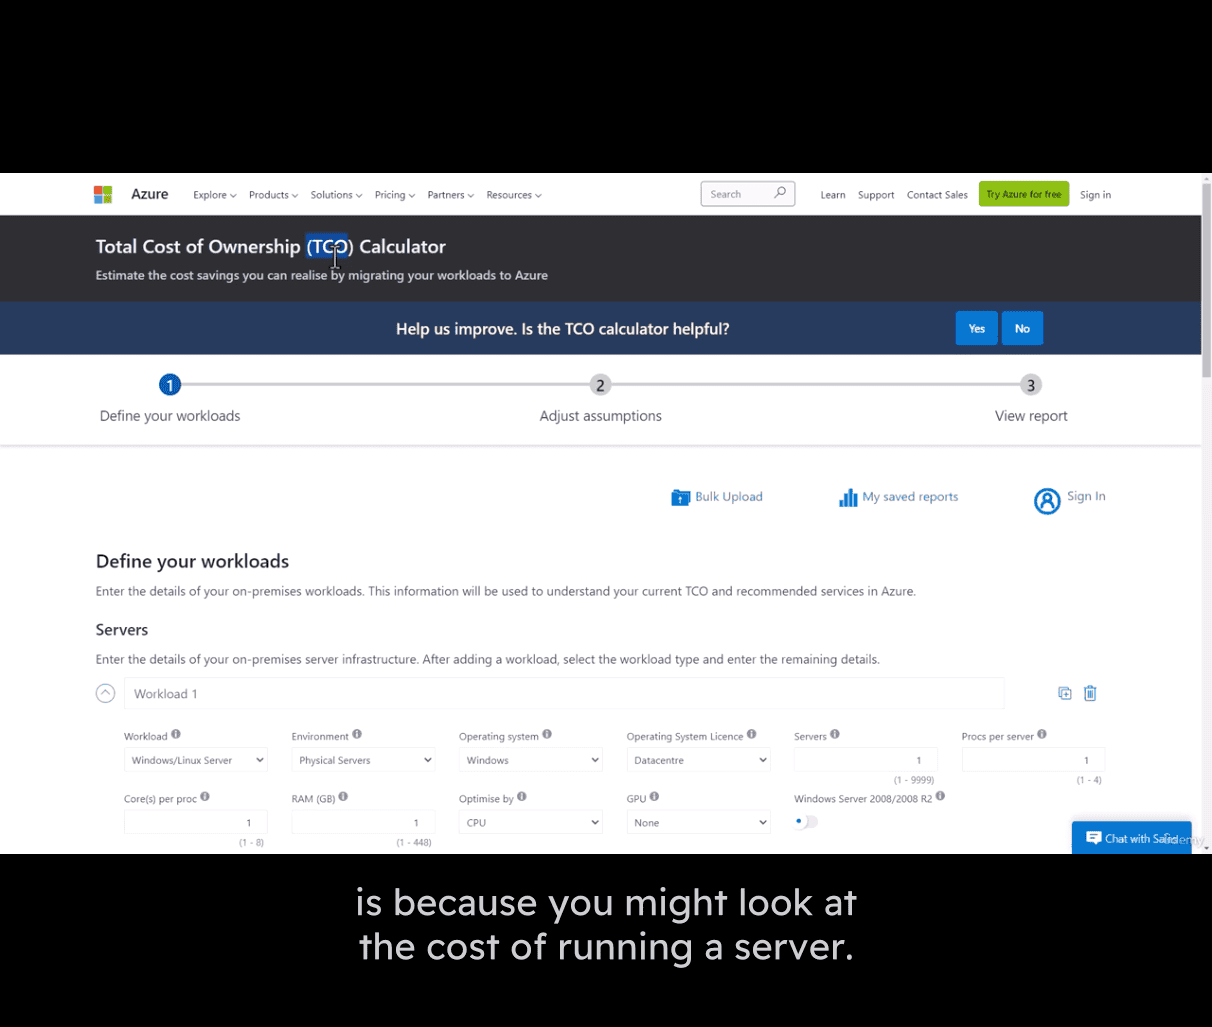 Azure Explore Products Solutions Pricing Partners Resources Search Learn Support Contact Sales Try Azure for free Sign in
Total Cost of Ownership (TCO) Calculator
Estimate the cost savings you can realise by migrating your workloads to Azure
Help us improve. Is the TCO calculator helpful? Yes No
1 2 3
Define your workloads Adjust assumptions View report
Bulk Upload My saved reports Sign In
Define your workloads
Enter the details of your on-premises workloads. This information will be used to understand your current TCO and recommended services in Azure.
Servers
Enter the details of your on-premises server infrastructure. After adding a workload, select the workload type and enter the remaining details.
Workload 1
Workload Environment Operating system Operating System Licence Servers Procs per server
Windows/Linux Server Physical Servers Windows Datacentre 1 1
(1 - 9999) (1 - 4)
Core(s) per proc RAM (GB) Optimise by GPU Windows Server 2008/2008 R2
1 1 CPU None
(1 - 8) (1 - 448)
Chat with Sales
udemy
is because you might look at
the cost of running a server.